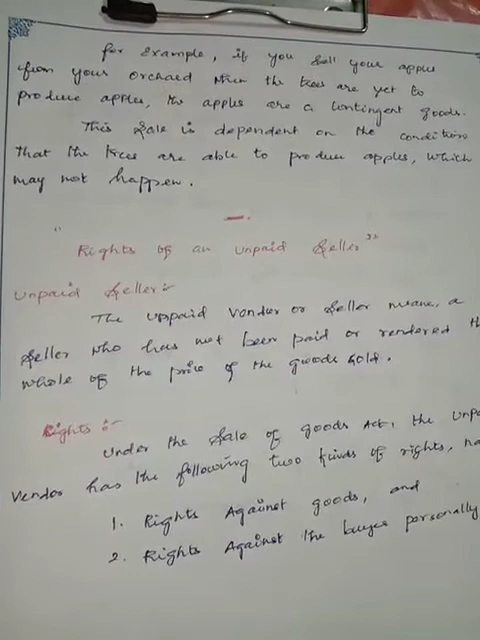 For Example, if you sell your apples
from your orchard when the trees are yet to
produce apples, the apples are a contingent goods.
This sale is dependent on the condition
that the trees are able to produce apples, which
may not happen.
"Rights of an unpaid seller"
Unpaid Seller:-
The unpaid vendor or seller means, a
seller who has not been paid or rendered th
whole of the price of the goods sold.
Rights:-
Under the Sale of goods Act, the unpa
vendor has the following two kinds of rights, na
1. Rights Against goods, and
2. Rights Against the buyer personally